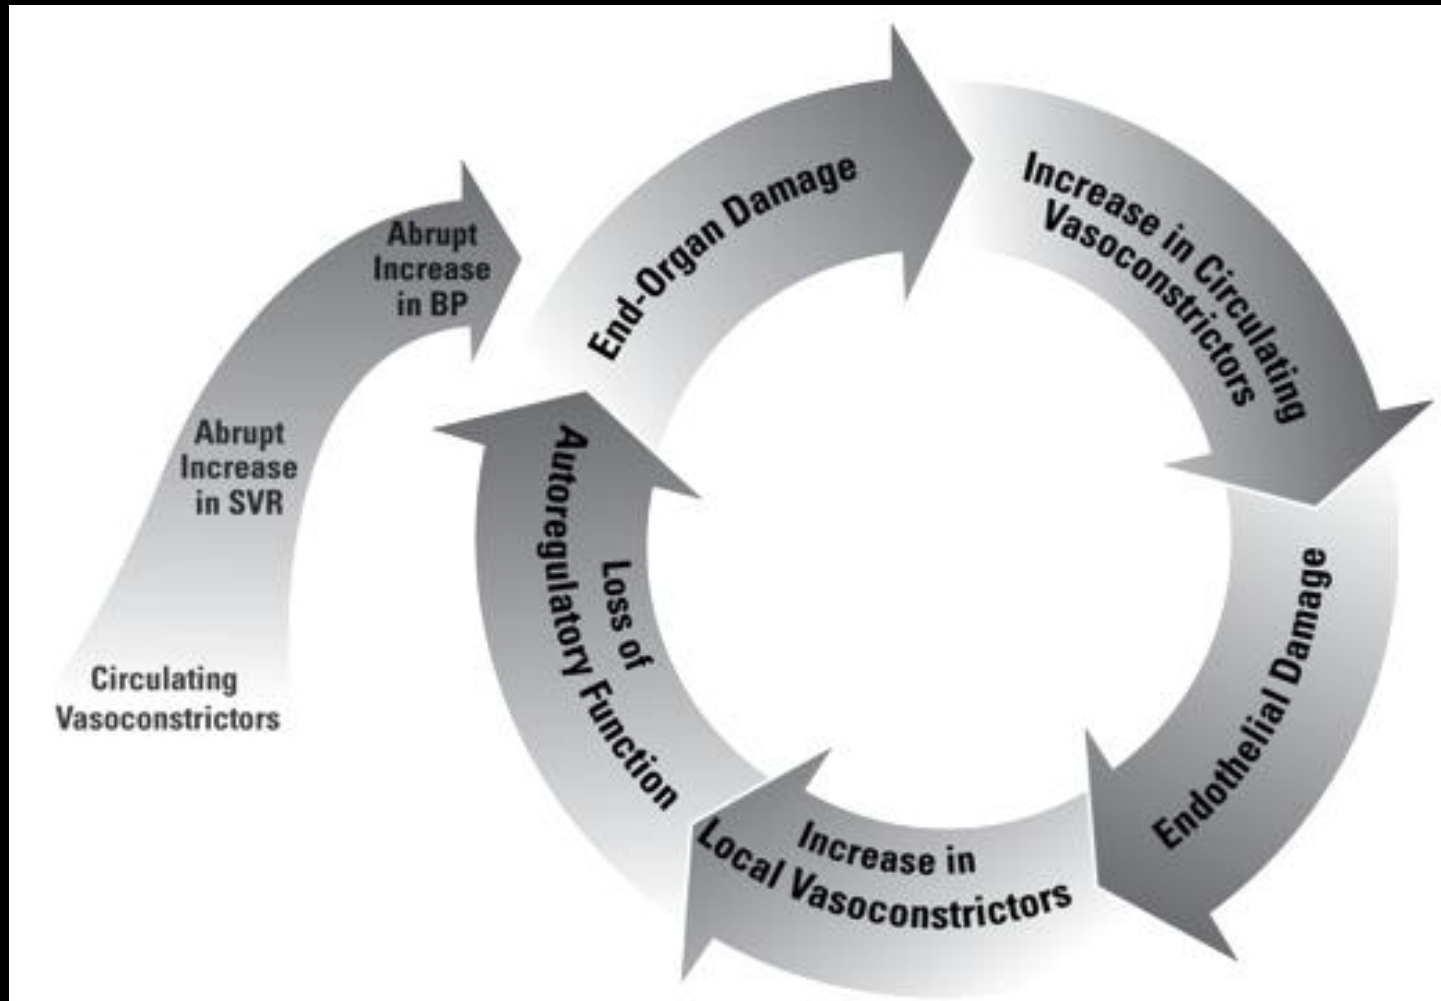 Circulating
Vasoconstrictors
Abrupt
Increase
in SVR
Abrupt
Increase
in BP
End-Organ Damage
Increase in Circulating
Vasoconstrictors
Endothelial Damage
Increase in
Local Vasoconstrictors
Loss of
Autoregulatory Function